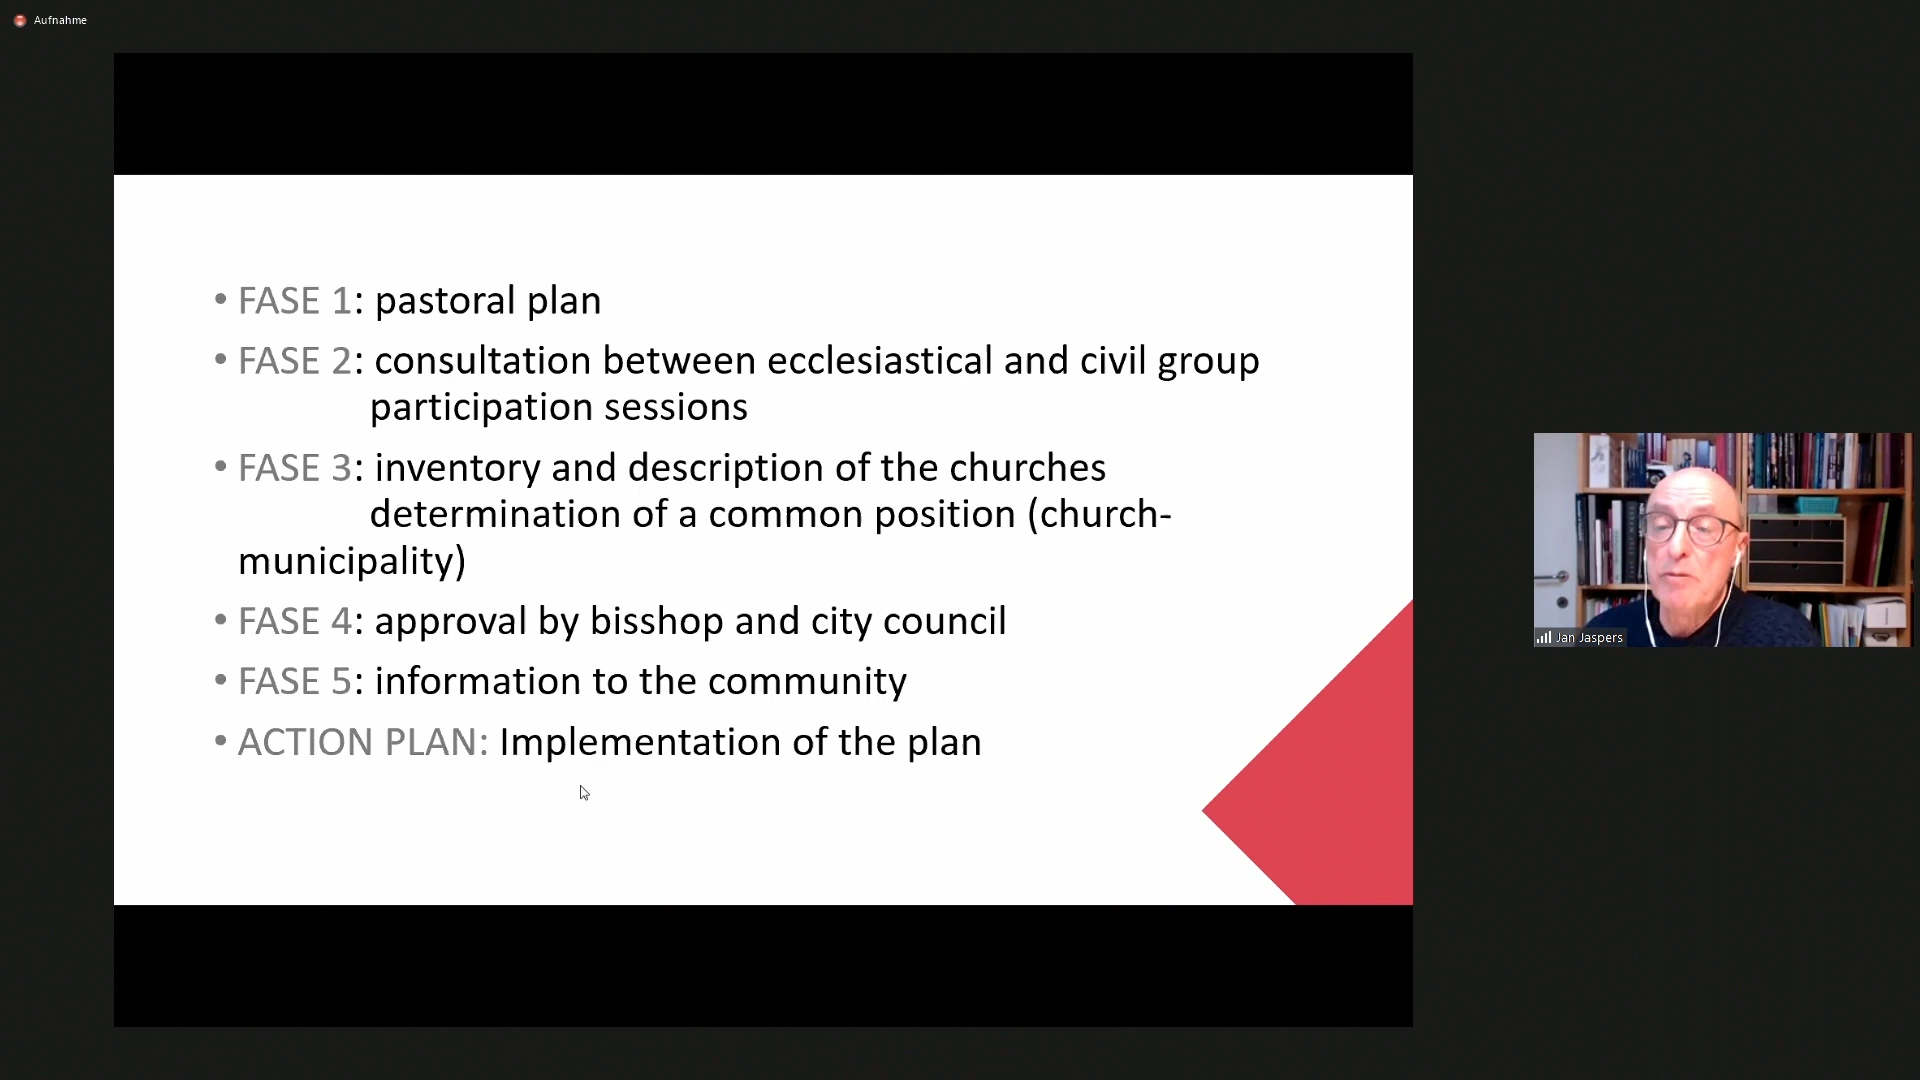 Aufnahme
• FASE 1: pastoral plan
• FASE 2: consultation between ecclesiastical and civil group
participation sessions
• FASE 3: inventory and description of the churches
determination of a common position (church-
municipality)
• FASE 4: approval by bisshop and city council
• FASE 5: information to the community
• ACTION PLAN: Implementation of the plan
Jan Jaspers